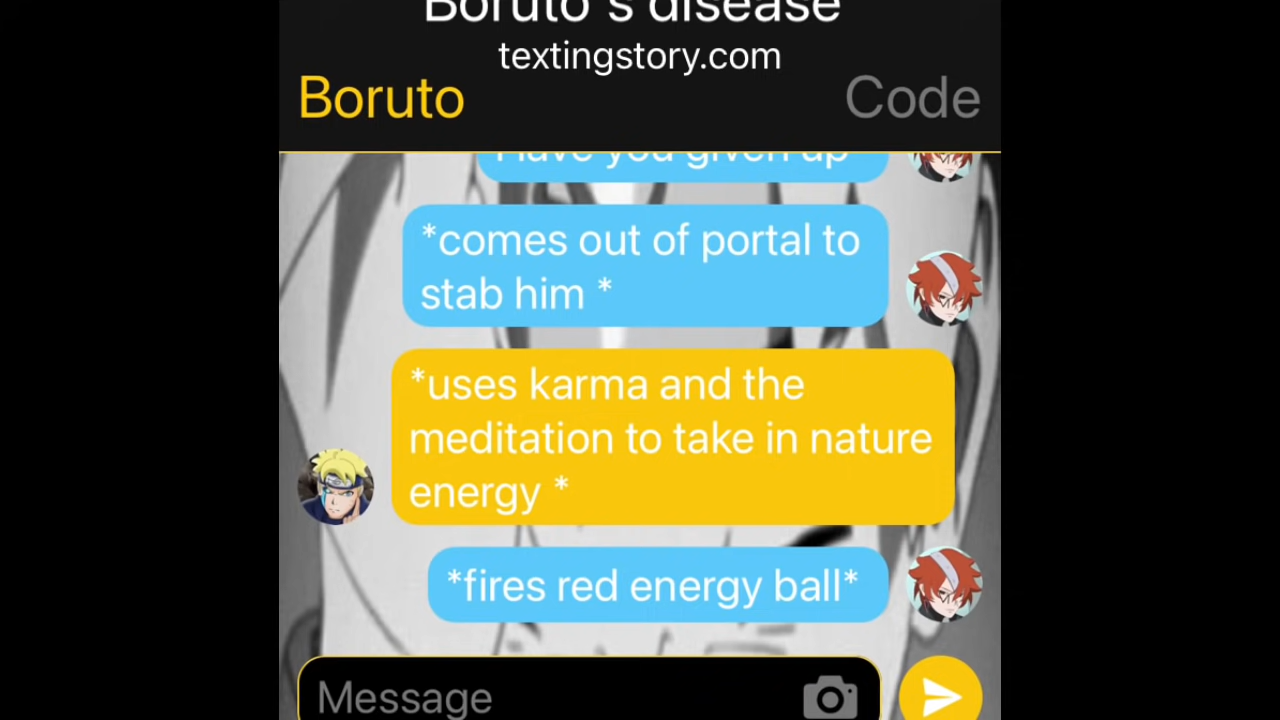 Boruto's disease
textingstory.com
Boruto
Code
Have you given up
*comes out of portal to
stab him *
*uses karma and the
meditation to take in nature
energy *
*fires red energy ball*
Message